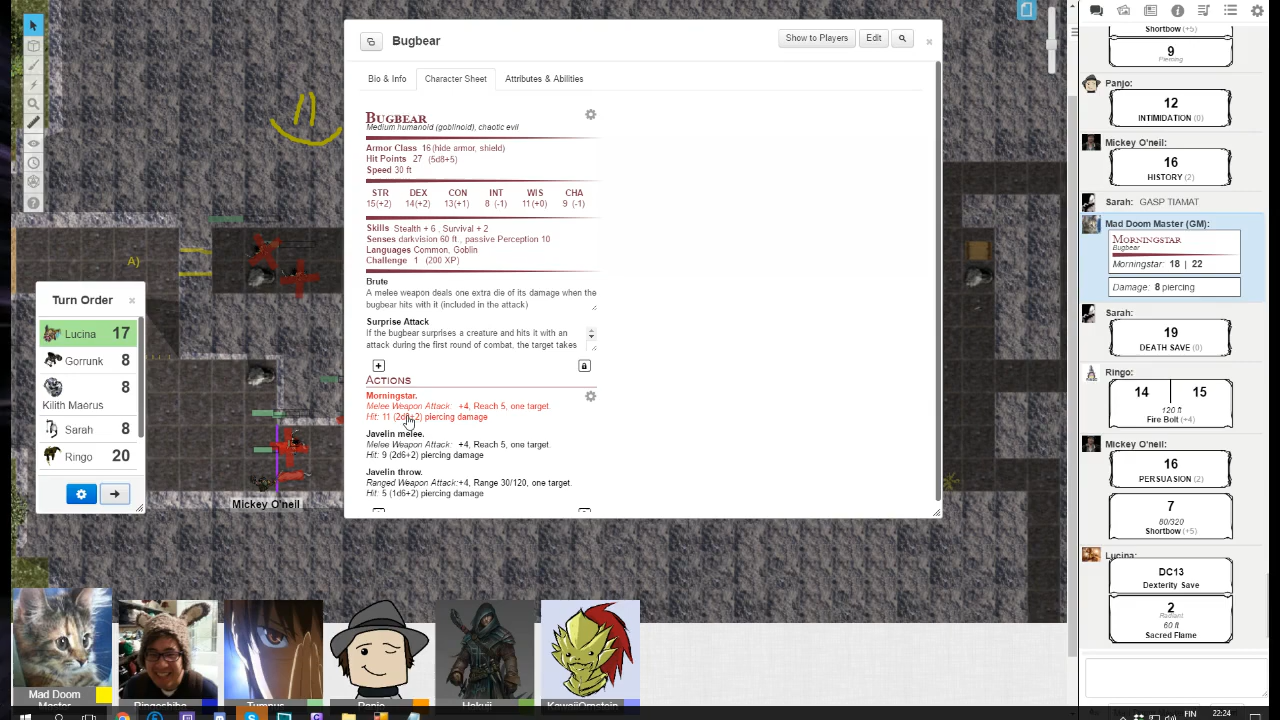 Bugbear
Show to Players
Edit
Bio & Info
Character Sheet
Attributes & Abilities
BUGBEAR
Medium humanoid (goblinoid), chaotic evil
Armor Class 16 (hide armor, shield)
Hit Points 27 (5d8+5)
Speed 30 ft
STR DEX CON INT WIS CHA
15(+2) 14(+2) 13(+1) 8 (-1) 11(+0) 9 (-1)
Skills Stealth + 6 , Survival + 2
Senses darkvision 60 ft., passive Perception 10
Languages Common, Goblin
Challenge 1 (200 XP)
Brute
A melee weapon deals one extra die of its damage when the
bugbear hits with it (included in the attack)
Surprise Attack
If the bugbear surprises a creature and hits it with an
attack during the first round of combat, the target takes
ACTIONS
Morningstar.
Melee Weapon Attack: +4, Reach 5, one target.
Hit: 11 (2d8+2) piercing damage
Javelin melee.
Melee Weapon Attack: +4, Reach 5, one target.
Hit: 9 (2d6+2) piercing damage
Javelin throw.
Ranged Weapon Attack:+4, Range 30/120, one target.
Hit: 5 (1d6+2) piercing damage
A)
Turn Order
Lucina 17
Gorrunk 8
8
Kilith Maerus
Sarah 8
Ringo 20
Mickey O'neil
Mad Doom
Master
Shortbow (+5)
9
Piercing
Panjo:
12
INTIMIDATION (0)
Mickey O'neil:
16
HISTORY (2)
Sarah: GASP TIAMAT
Mad Doom Master (GM):
MORNINGSTAR
Bugbear
Morningstar: 18 | 22
Damage: 8 piercing
Sarah:
19
DEATH SAVE (0)
Ringo:
14 15
120 ft
Fire Bolt (+4)
Mickey O'neil:
16
PERSUASION (2)
7
80/320
Shortbow (+5)
Lucina:
DC13
Dexterity Save
2
Radiant
60 ft
Sacred Flame
FIN
22:24